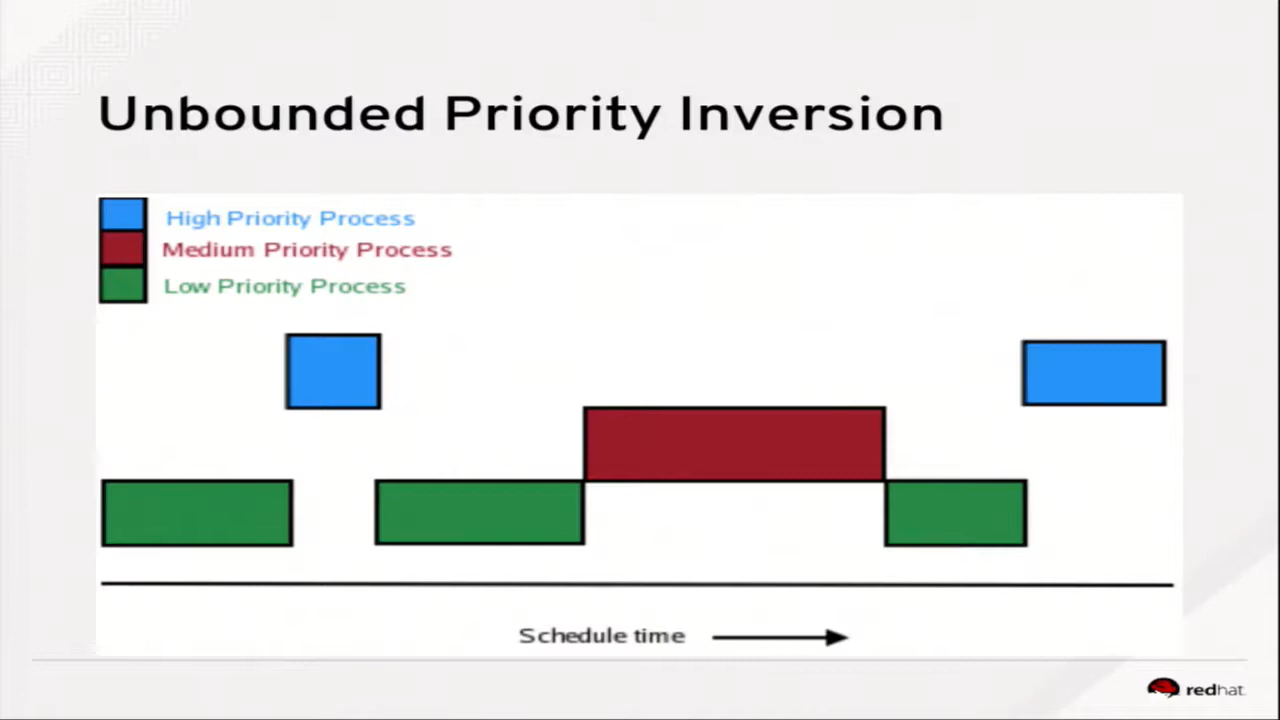 Unbounded Priority Inversion
High Priority Process
Medium Priority Process
Low Priority Process
Schedule time
redhat